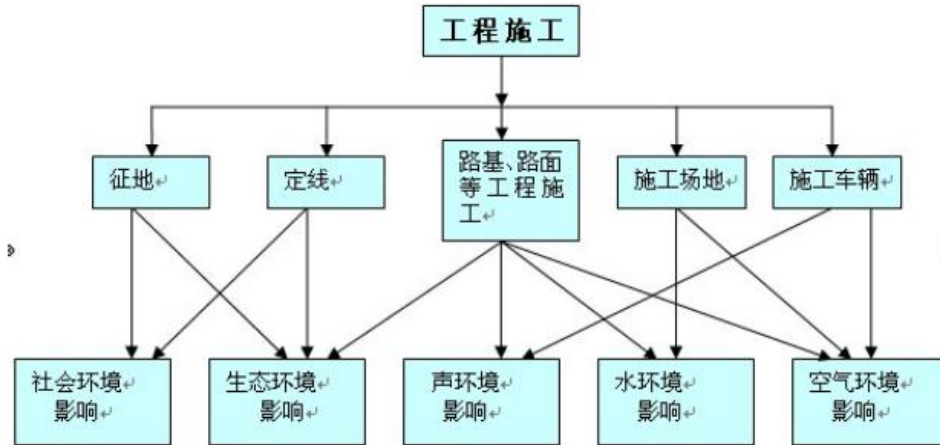 工程施工
征地
定线
路基、路面
等工程施
工
施工场地
施工车辆
社会环境
影响
生态环境
影响
声环境
影响
水环境
影响
空气环境
影响